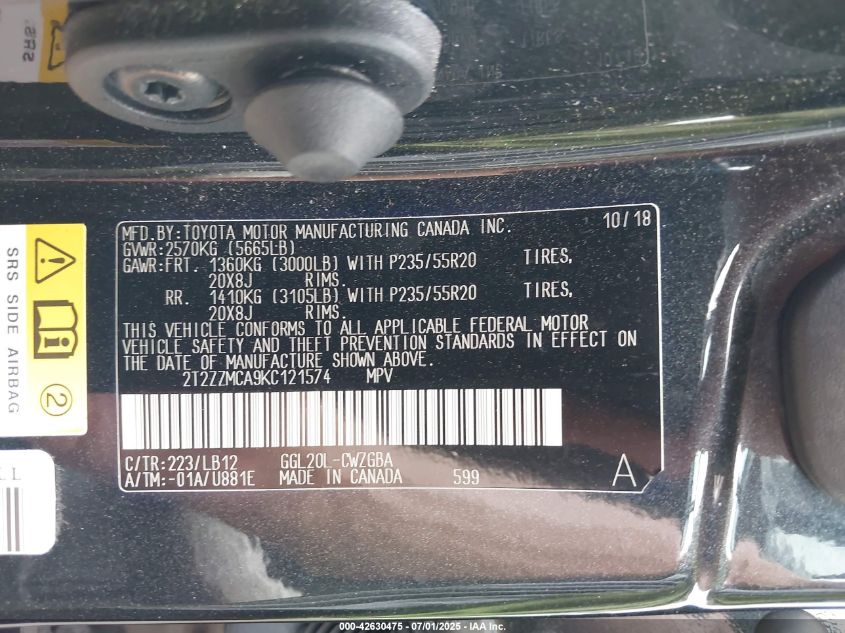 MFD.BY:TOYOTA MOTOR MANUFACTURING CANADA INC. 10/18
GVWR:2570KG (5665LB)
GAWR:FRT. 1360KG (3000LB) WITH P235/55R20 TIRES,
20X8J RIMS.
RR. 1410KG (3105LB) WITH P235/55R20 TIRES,
20X8J RIMS.
THIS VEHICLE CONFORMS TO ALL APPLICABLE FEDERAL MOTOR
VEHICLE SAFETY AND THEFT PREVENTION STANDARDS IN EFFECT ON
THE DATE OF MANUFACTURE SHOWN ABOVE.
2T2ZZMCA9KC121574 MPV
C/TR:223/LB12 GGL20L-CWZGBA
A/TM:-01A/U881E MADE IN CANADA 599 A
SRS SIDE AIRBAG
2
000-42630475 - 07/01/2025 - IAA Inc.